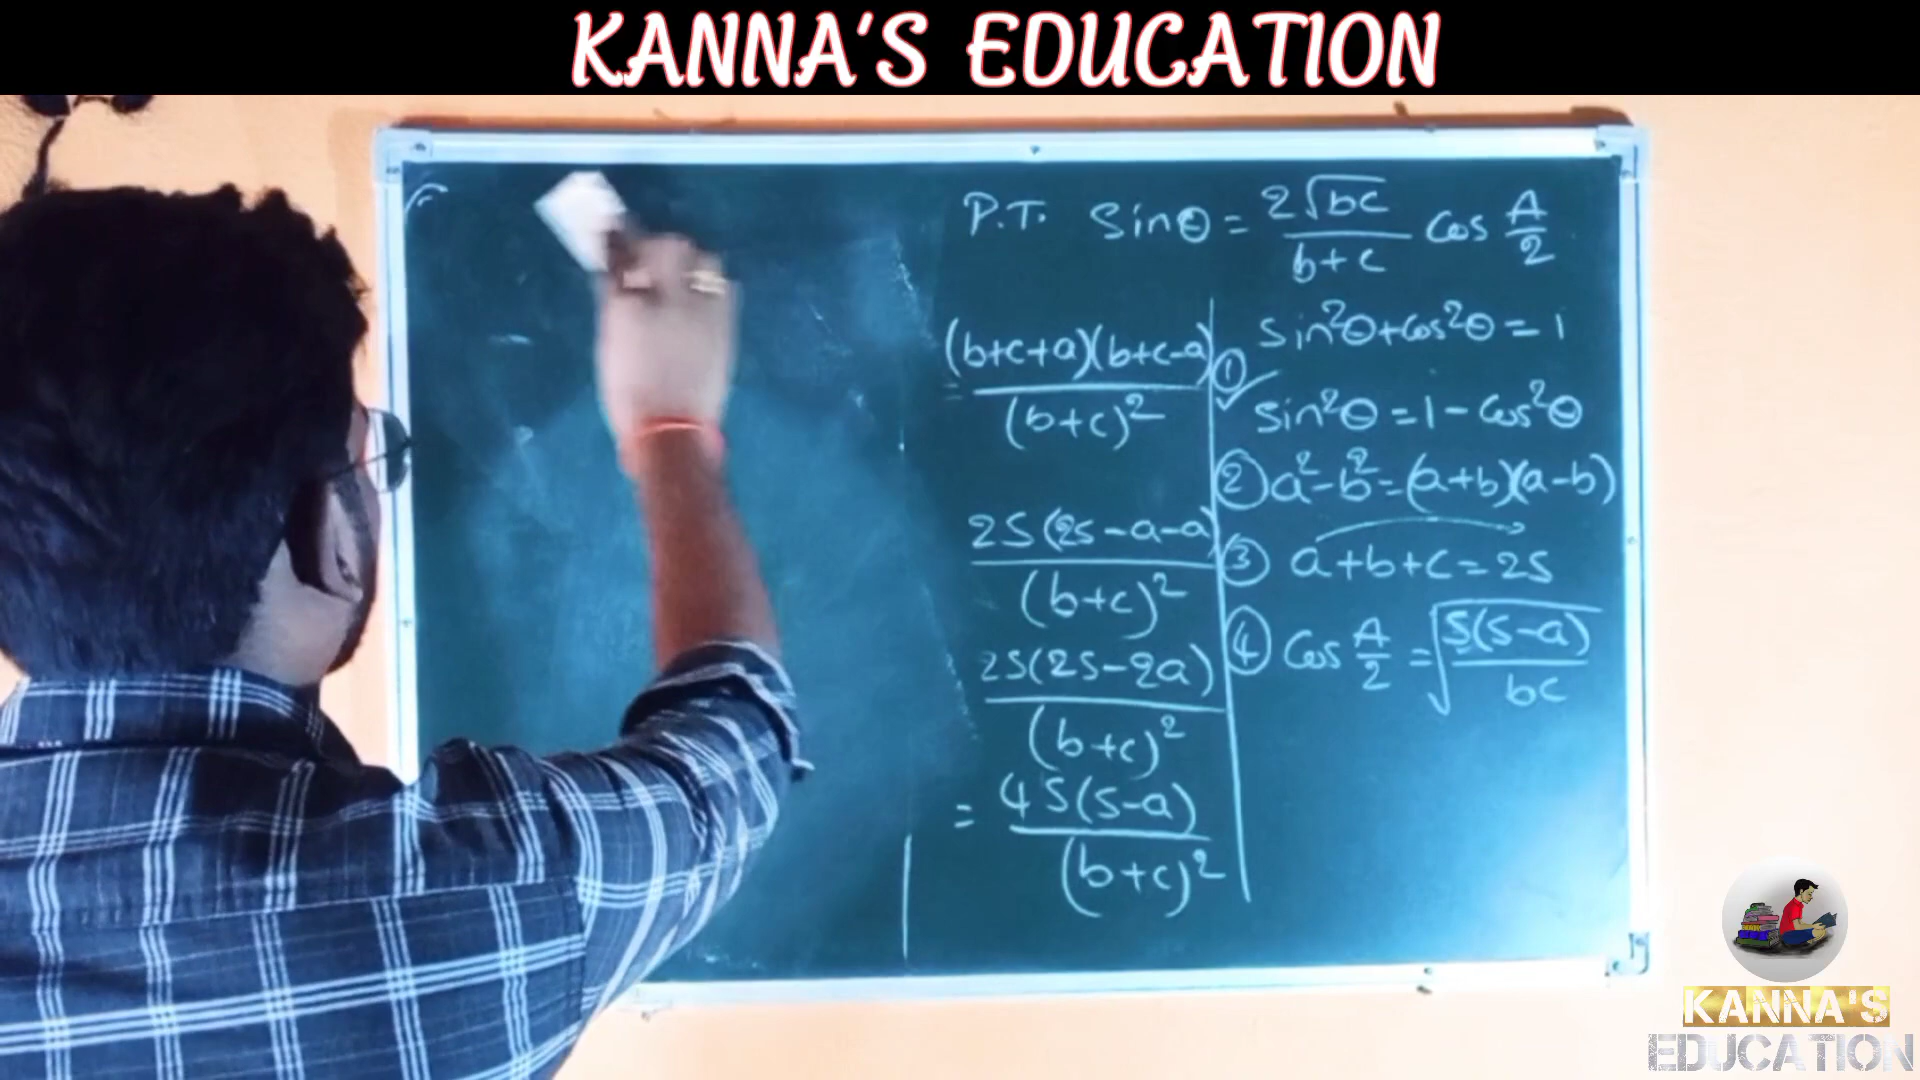 KANNA'S EDUCATION
P.T. Sinθ = 2√bc / b+c Cos A/2
= (b+c+a)(b+c-a) / (b+c)²
2S(2S-a-a) / (b+c)²
2S(2S-2a) / (b+c)²
= 4S(S-a) / (b+c)²
Sin²θ+Cos²θ = 1
① Sin²θ = 1 - Cos²θ
② a²-b²=(a+b)(a-b)
③ a+b+c=2S
④ Cos A/2 = √S(S-a) / bc
KANNA'S
EDUCATION